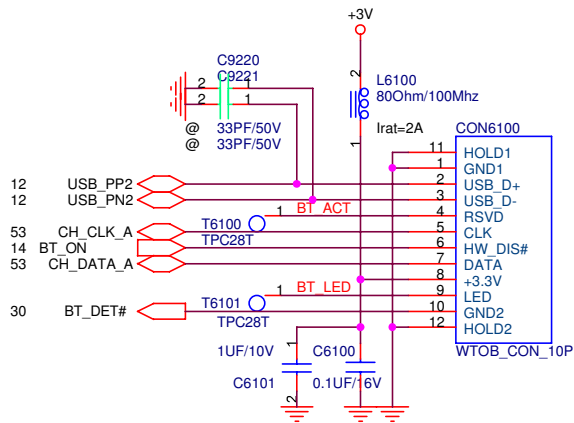 +3V
C9220
C9221
2 1
2 1
@ 33PF/50V
@ 33PF/50V
2
L6100
80Ohm/100Mhz
Irat=2A
1
CON6100
11 HOLD1
1 GND1
12 USB_PP2 2 USB_D+
12 USB_PN2 3 USB_D-
1 BT_ACT 4 RSVD
53 CH_CLK_A T6100 5 CLK
14 BT_ON TPC28T 6 HW_DIS#
53 CH_DATA_A 7 DATA
8 +3.3V
T6101 1 BT_LED 9 LED
30 BT_DET# 10 GND2
TPC28T 12 HOLD2
WTOB_CON_10P
1UF/10V 1 C6100
C6101 0.1UF/16V
2